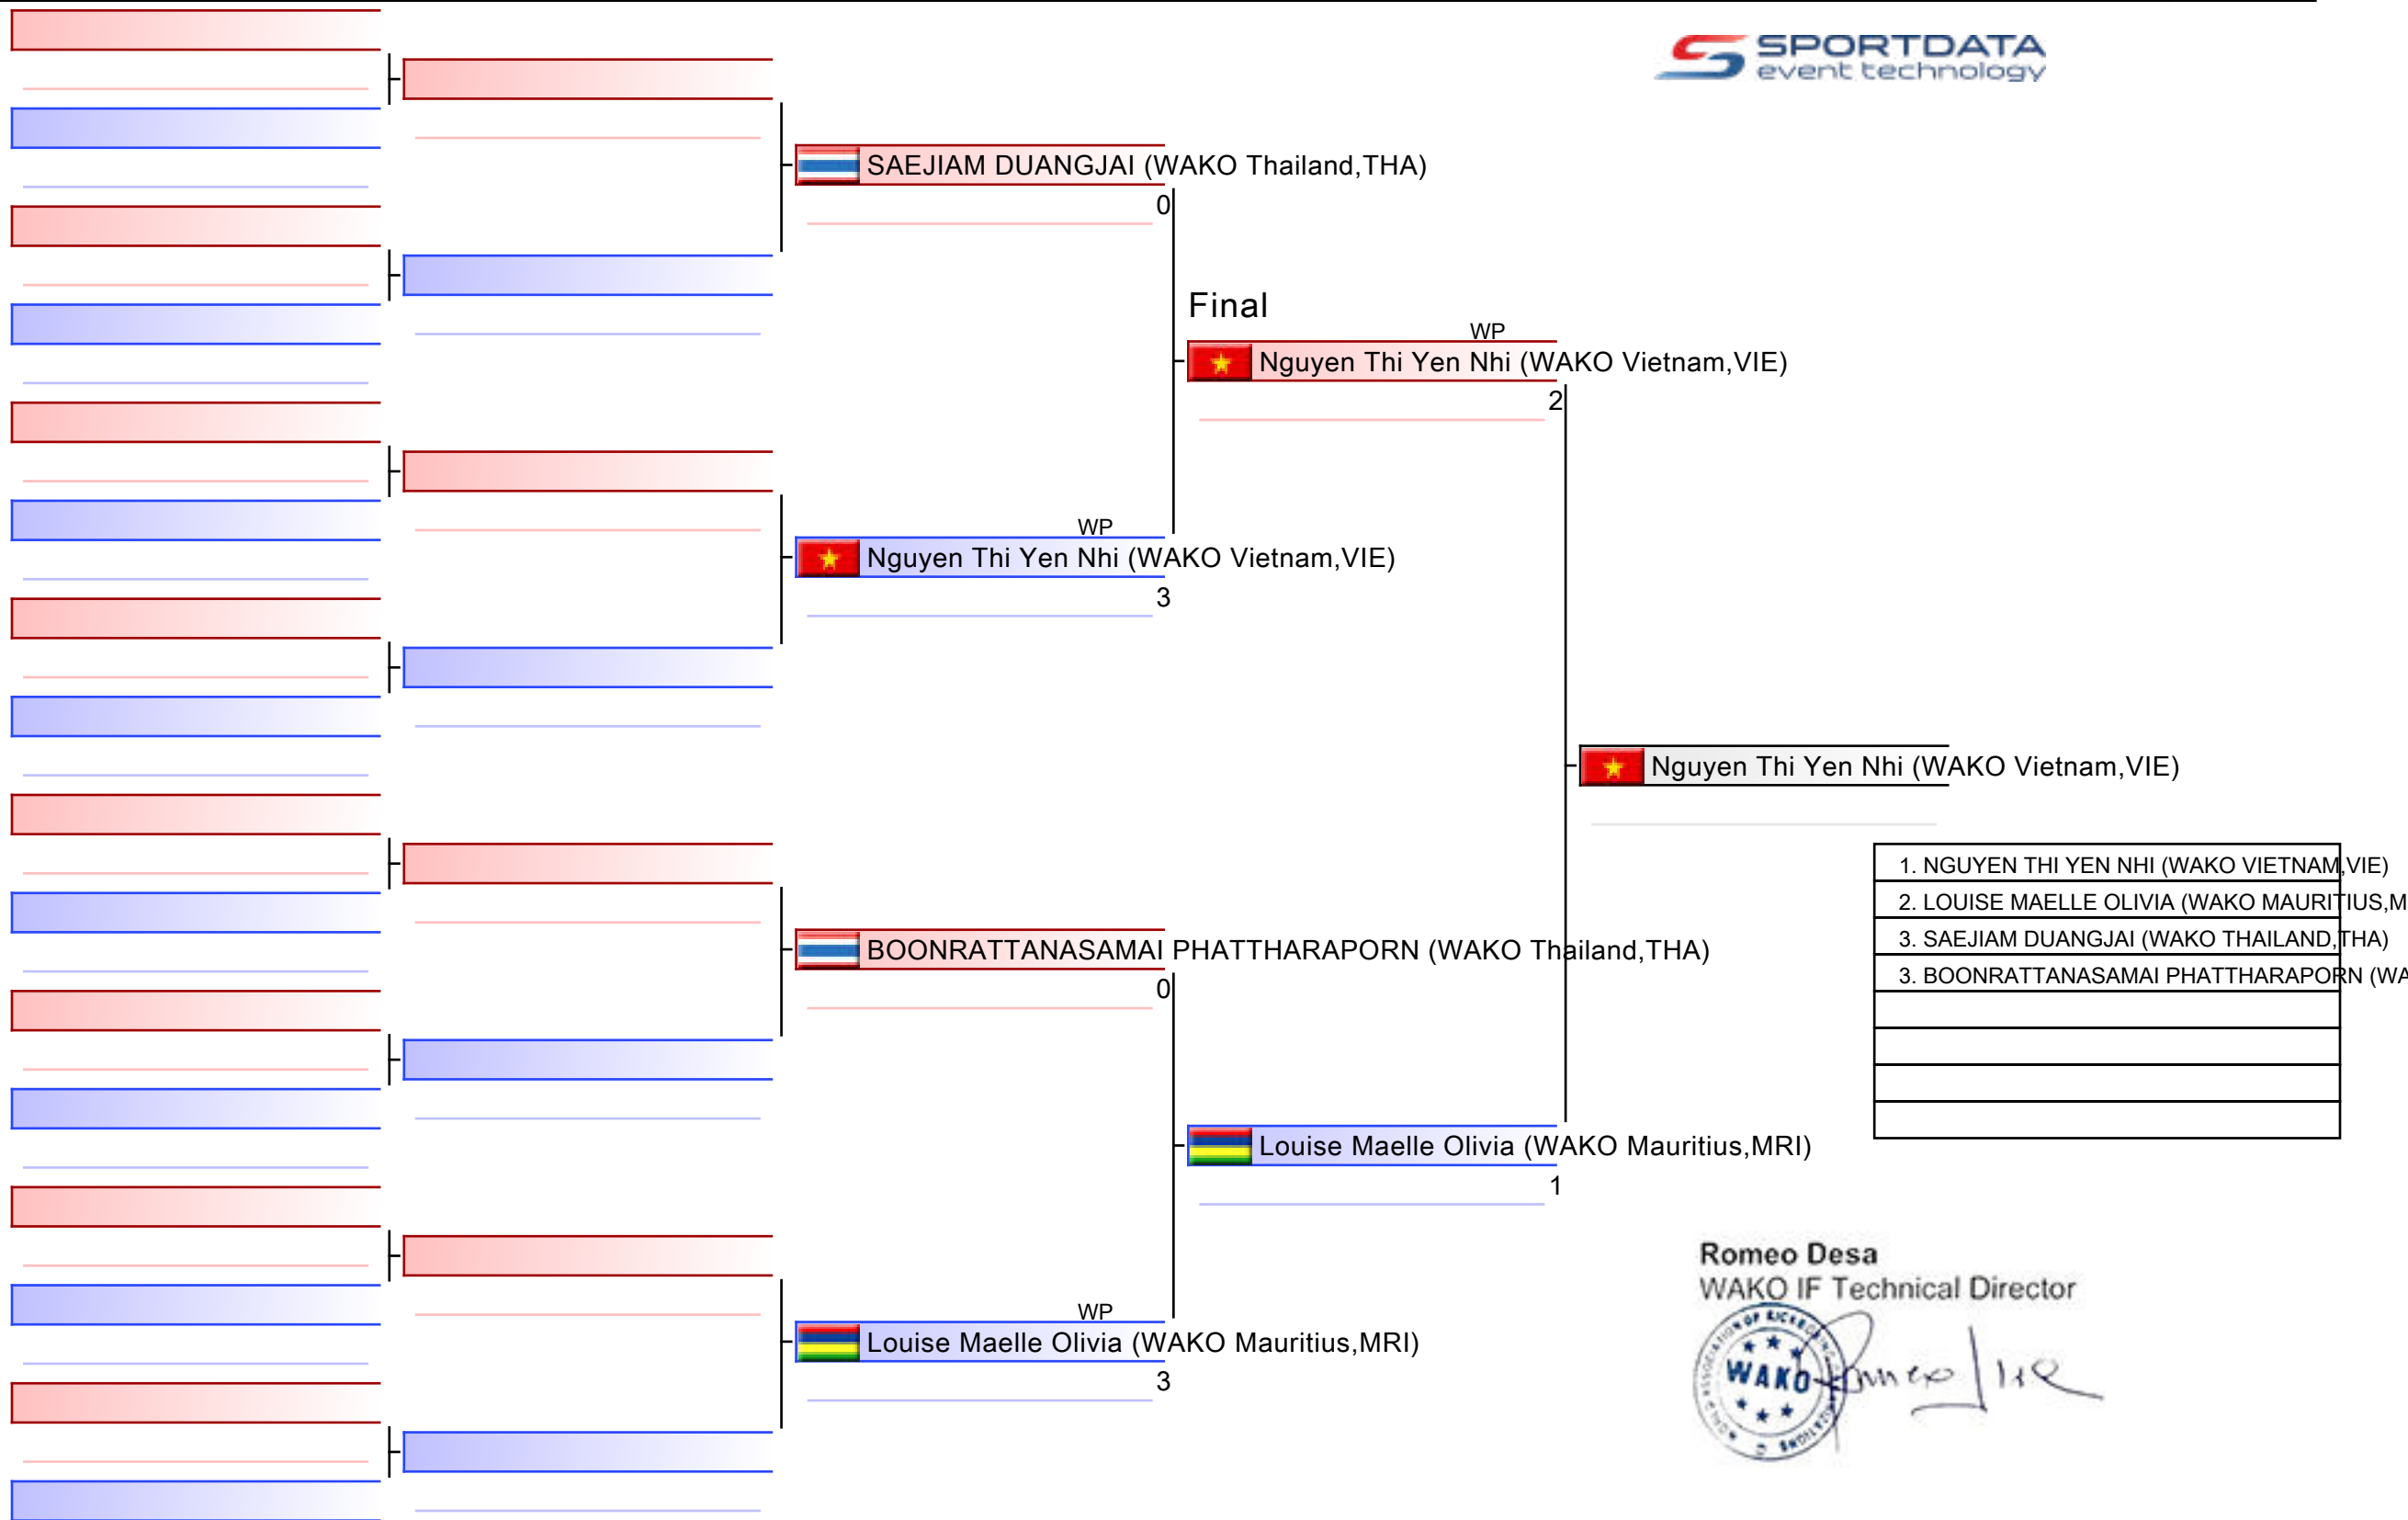 SPORTDATA
event technology
SAEJIAM DUANGJAI (WAKO Thailand,THA)
0
Final
WP
Nguyen Thi Yen Nhi (WAKO Vietnam,VIE)
2
WP
Nguyen Thi Yen Nhi (WAKO Vietnam,VIE)
3
Nguyen Thi Yen Nhi (WAKO Vietnam,VIE)
1. NGUYEN THI YEN NHI (WAKO VIETNAM,VIE)
2. LOUISE MAELLE OLIVIA (WAKO MAURITIUS,M
3. SAEJIAM DUANGJAI (WAKO THAILAND,THA)
3. BOONRATTANASAMAI PHATTHARAPORN (WA
BOONRATTANASAMAI PHATTHARAPORN (WAKO Thailand,THA)
0
Louise Maelle Olivia (WAKO Mauritius,MRI)
1
WP
Louise Maelle Olivia (WAKO Mauritius,MRI)
3
Romeo Desa
WAKO IF Technical Director
WAKO